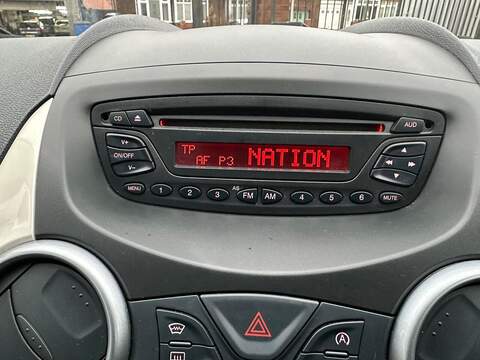 CD AUD
V+
ON/OFF
V-
TP
AF P3 NATION
MENU 1 2 3 AS FM AM 4 5 6 MUTE
A